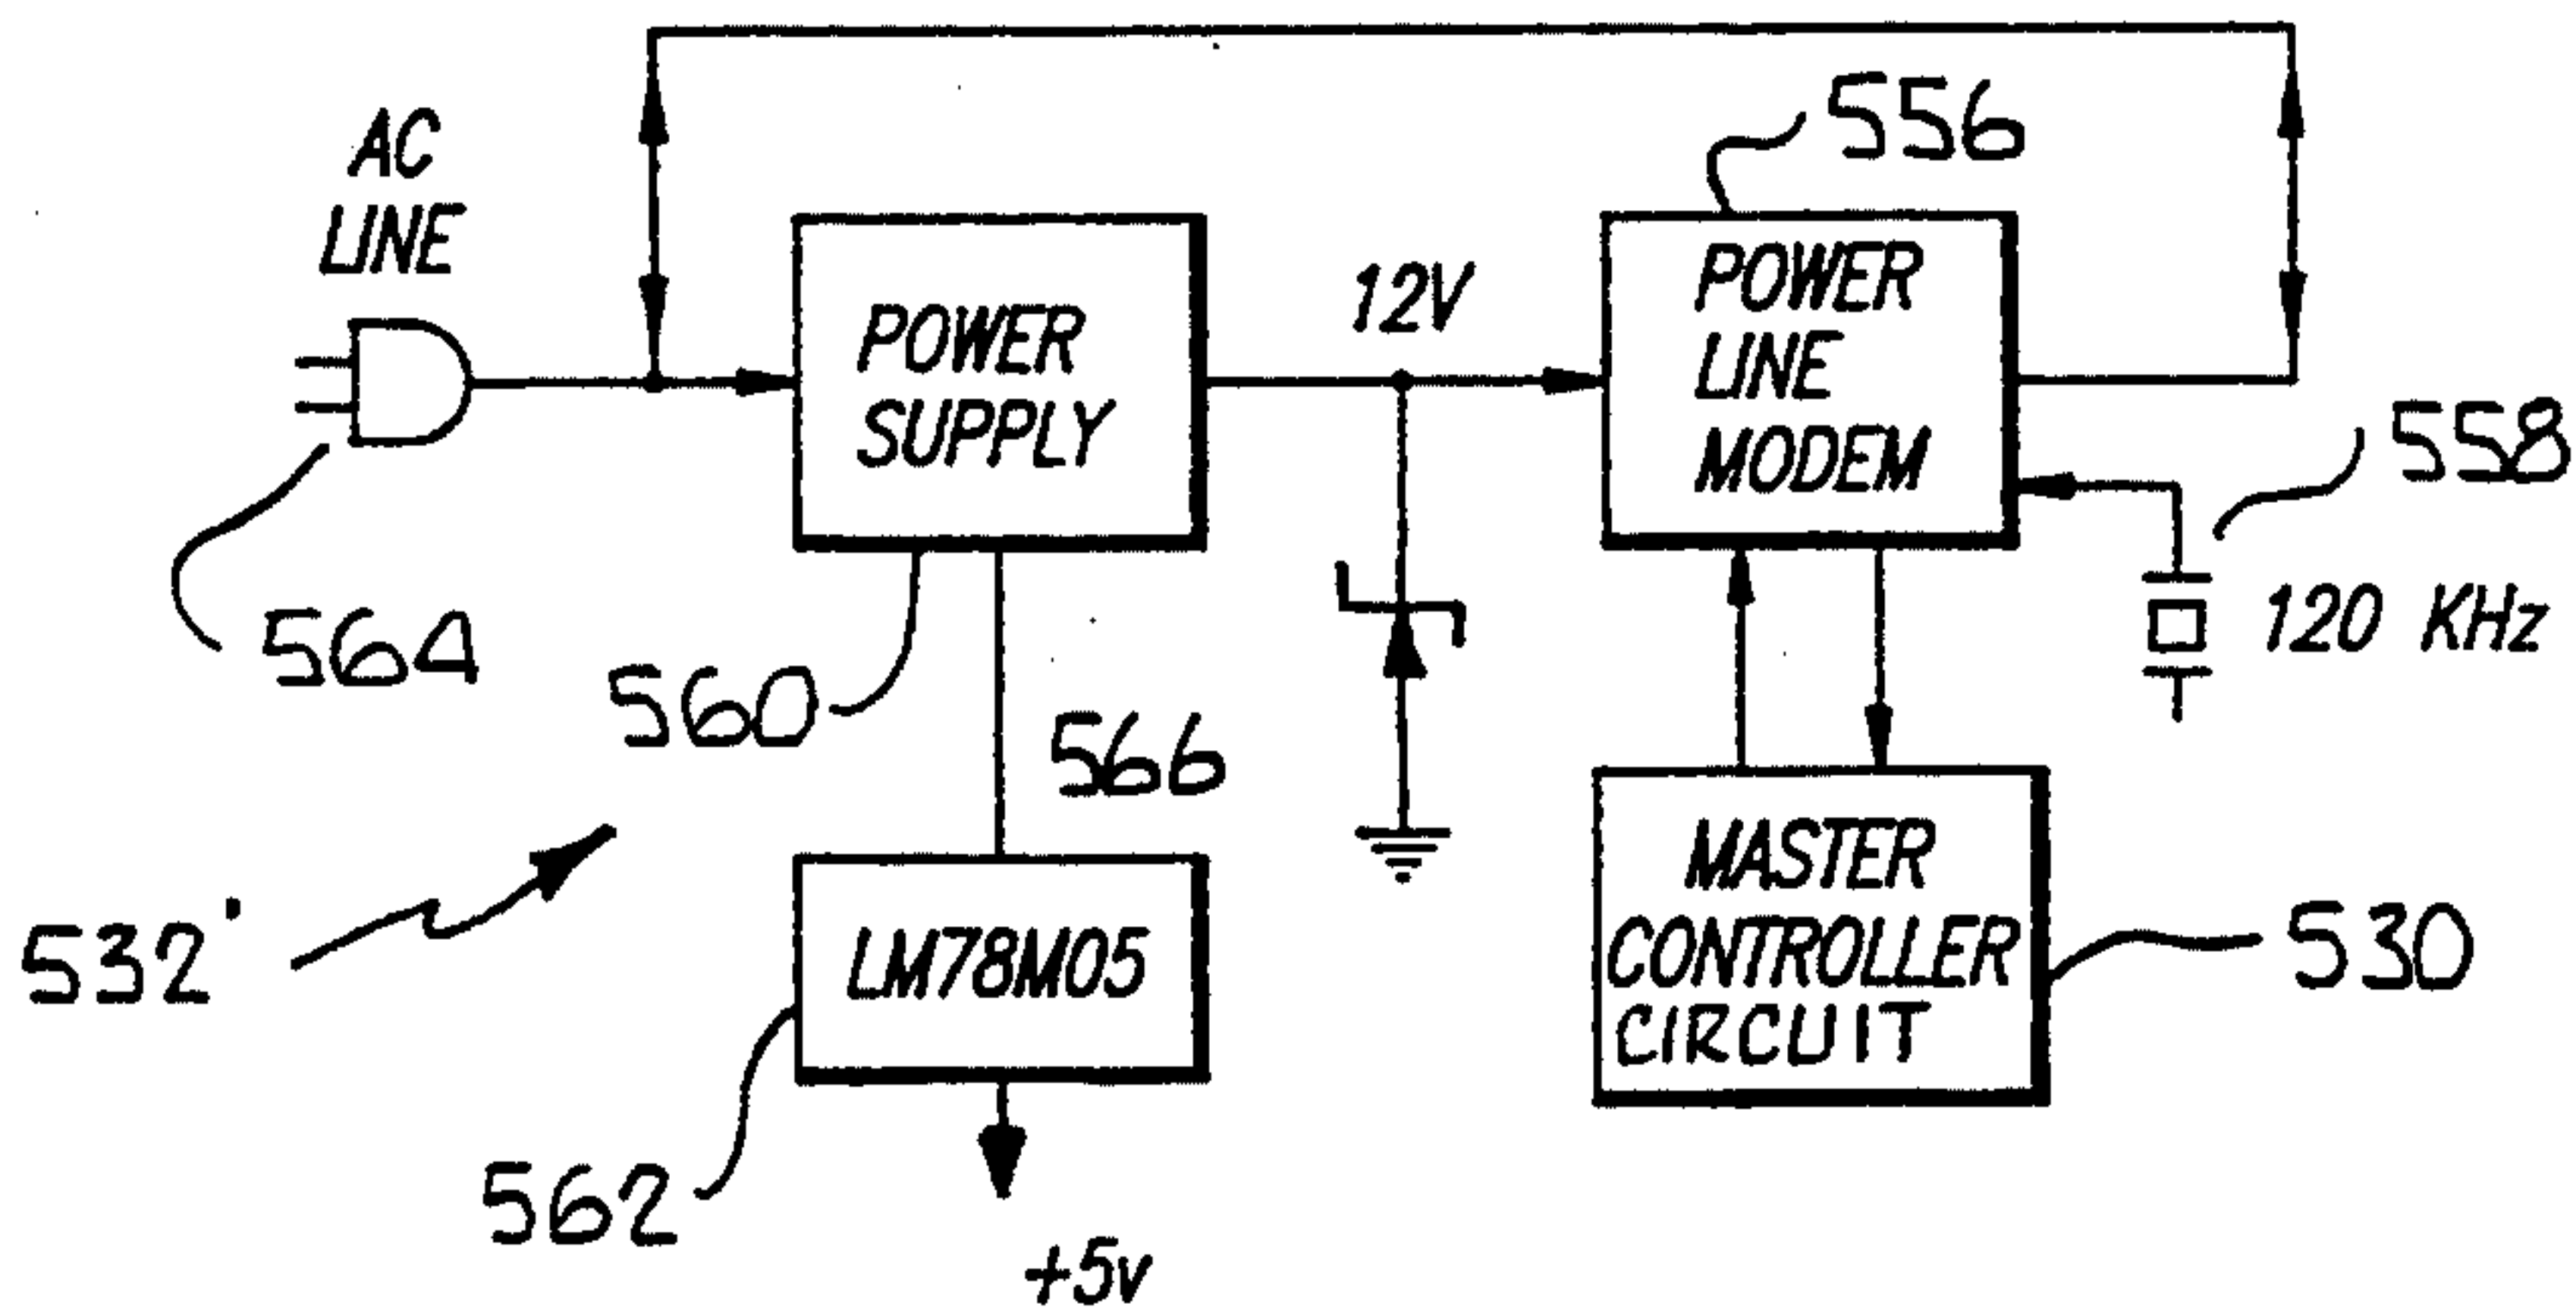 AC
LINE
556
POWER
SUPPLY
12V
POWER
LINE
MODEM
558
564
560
566
120 KHz
532'
LM78M05
MASTER
CONTROLLER
CIRCUIT
530
562
+5v